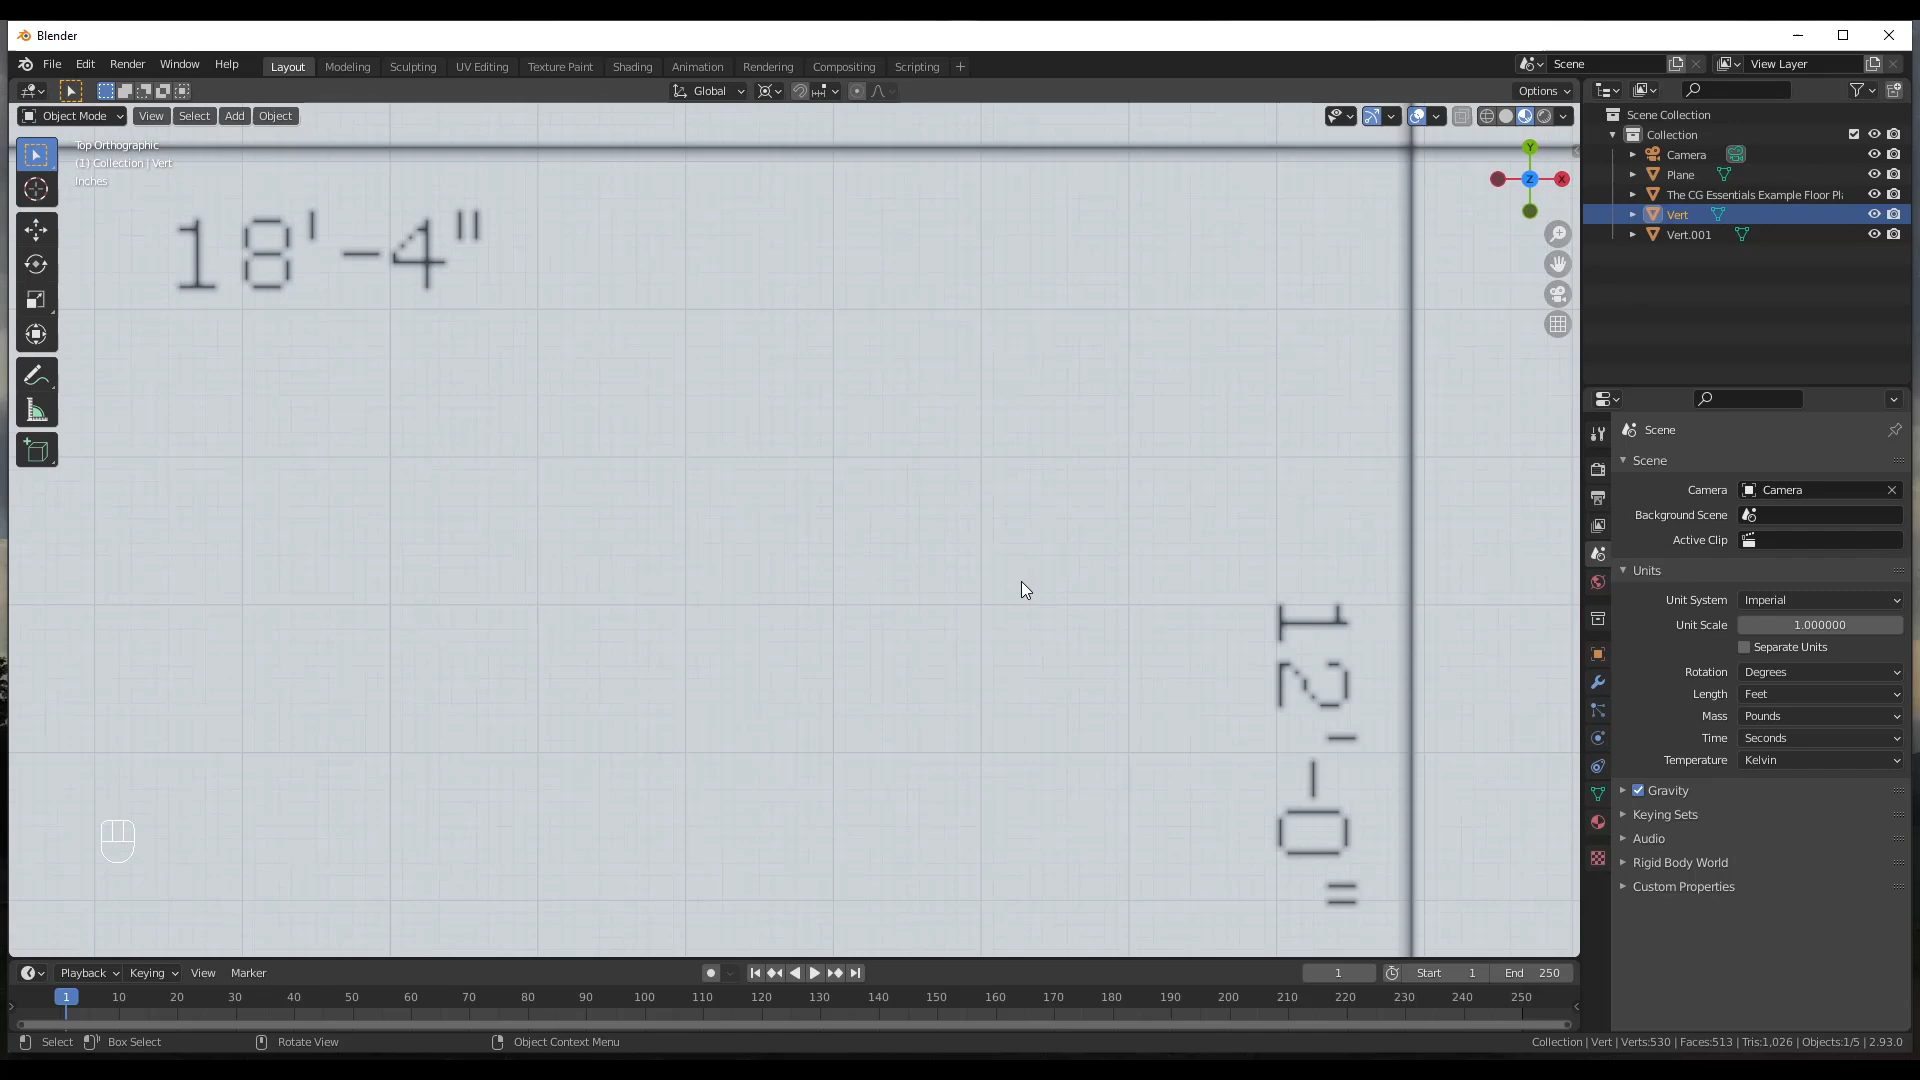 Blender
File Edit Render Window Help Layout Modeling Sculpting UV Editing Texture Paint Shading Animation Rendering Compositing Scripting + Scene View Layer
Global Options
Object Mode View Select Add Object
Top Orthographic
(1) Collection | Vert
Inches
18'-4"
12'-0"
Y
Z X
Scene Collection
Collection
Camera
Plane
The CG Essentials Example Floor Pl
Vert
Vert.001
Scene
Scene
Camera Camera
Background Scene
Active Clip
Units
Unit System Imperial
Unit Scale 1.000000
Separate Units
Rotation Degrees
Length Feet
Mass Pounds
Time Seconds
Temperature Kelvin
Gravity
Keying Sets
Audio
Rigid Body World
Custom Properties
Playback Keying View Marker 1 Start 1 End 250
1 10 20 30 40 50 60 70 80 90 100 110 120 130 140 150 160 170 180 190 200 210 220 230 240 250
Select Box Select Rotate View Object Context Menu Collection | Vert | Verts:530 | Faces:513 | Tris:1,026 | Objects:1/5 | 2.93.0